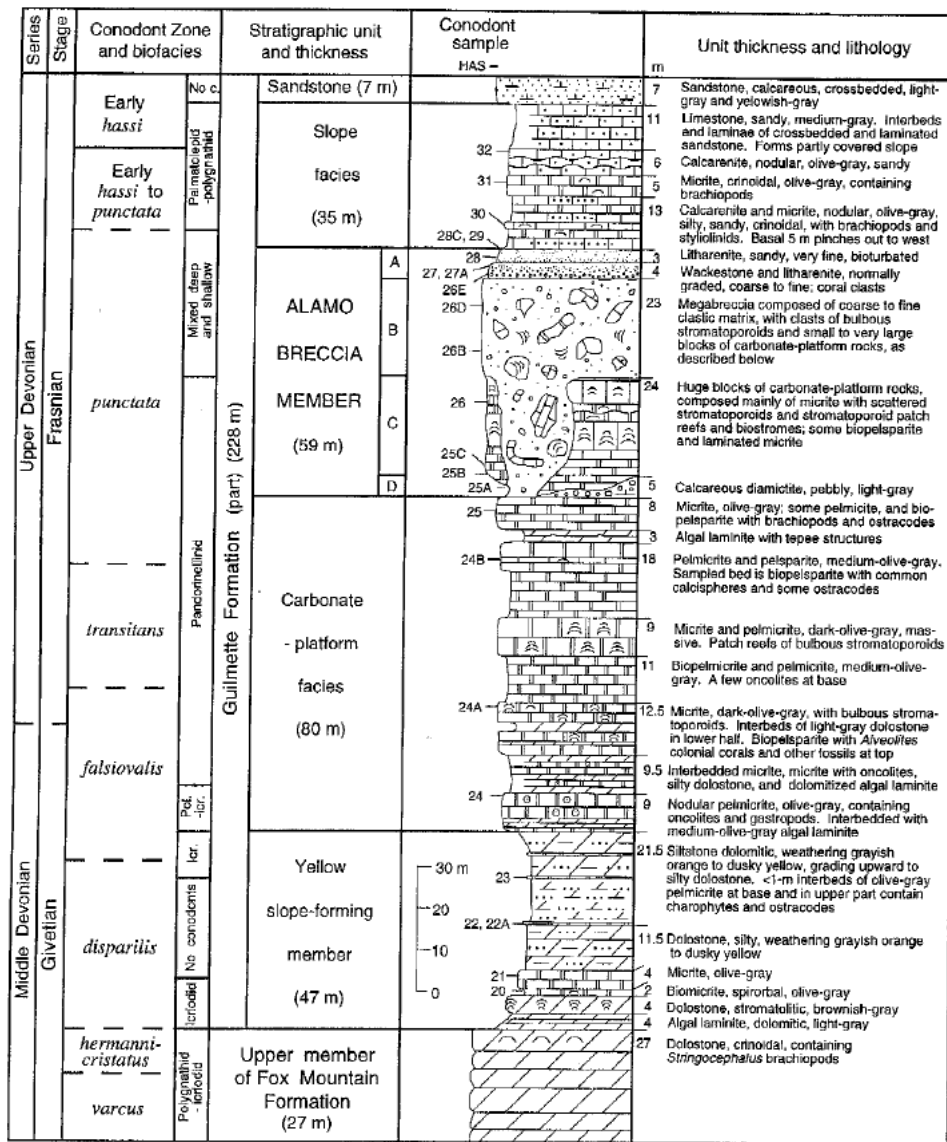 Series
Stage
Conodont Zone
and biofacies
Stratigraphic unit
and thickness
Conodont
sample
HAS
m
Unit thickness and lithology
Upper Devonian
Middle Devonian
Frasnian
Givetian
Early
hassi
Early
hassi to
punctata
punctata
transitans
falsiovalis
disparilis
hermanni-
cristatus
varcus
No c.
Palmatolepid
-polygnathid
Mixed deep
and shallow
Pandorinellinid
Pol.
-icr.
Icr.
No conodonts
Icriodid
Polygnathid
- icriodid
Guilmette Formation (part) (228 m)
Sandstone (7 m)
Slope
facies
(35 m)
ALAMO
BRECCIA
MEMBER
(59 m)
A
B
C
D
Carbonate
- platform
facies
(80 m)
Yellow
slope-forming
member
(47 m)
Upper member
of Fox Mountain
Formation
(27 m)
32
31
30
28C, 29
28
27, 27A
26E
26D
26B
26
25C
25B
25A
25
24B
24A
24
23
22, 22A
21
20
30 m
20
10
0
7 Sandstone, calcareous, crossbedded, light-
gray and yelowish-gray
11 Limestone, sandy, medium-gray. Interbeds
and laminae of crossbedded and laminated
sandstone. Forms partly covered slope
6 Calcarenite, nodular, olive-gray, sandy
5 Micrite, crinoidal, olive-gray, containing
brachiopods
13 Calcarenite and micrite, nodular, olive-gray,
silty, sandy, crinoidal, with brachiopods and
styliolinids. Basal 5 m pinches out to west
3 Litharenite, sandy, very fine, bioturbated
4 Wackestone and litharenite, normally
graded, coarse to fine; coral clasts
23 Megabreccia composed of coarse to fine
clastic matrix, with clasts of bulbous
stromatoporoids and small to very large
blocks of carbonate-platform rocks, as
described below
24 Huge blocks of carbonate-platform rocks,
composed mainly of micrite with scattered
stromatoporoids and stromatoporoid patch
reefs and biostromes; some biopelsparite
and laminated micrite
5 Calcareous diamictite, pebbly, light-gray
8 Micrite, olive-gray; some pelmicite, and bio-
pelsparite with brachiopods and ostracodes
3 Algal laminite with tepee structures
18 Pelmicrite and pelsparite, medium-olive-gray.
Sampled bed is biopelsparite with common
calcispheres and some ostracodes
9 Micrite and pelmicrite, dark-olive-gray, mas-
sive. Patch reefs of bulbous stromatoporoids
11 Biopelmicrite and pelmicrite, medium-olive-
gray. A few oncolites at base
12.5 Micrite, dark-olive-gray, with bulbous stroma-
toporoids. Interbeds of light-gray dolostone
in lower half. Biopelsparite with Alveolites
colonial corals and other fossils at top
9.5 Interbedded micrite, micrite with oncolites,
silty dolostone, and dolomitized algal laminite
9 Nodular pelmicrite, olive-gray, containing
oncolites and gastropods. Interbedded with
medium-olive-gray algal laminite
21.5 Siltstone dolomitic, weathering grayish
orange to dusky yellow, grading upward to
silty dolostone. <1-m interbeds of olive-gray
pelmicrite at base and in upper part contain
charophytes and ostracodes
11.5 Dolostone, silty, weathering grayish orange
to dusky yellow
4 Micrite, olive-gray
2 Biomicrite, spirorbal, olive-gray
4 Dolostone, stromatolitic, brownish-gray
4 Algal laminite, dolomitic, light-gray
27 Dolostone, crinoidal, containing
Stringocephalus brachiopods